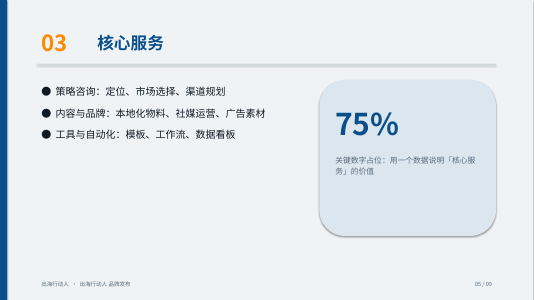 03 核心服务
● 策略咨询：定位、市场选择、渠道规划
● 内容与品牌：本地化物料、社媒运营、广告素材
● 工具与自动化：模板、工作流、数据看板
75%
关键数字占位：用一个数据说明「核心服
务」的价值
出海行动人 · 出海行动人 品牌发布
05 / 09